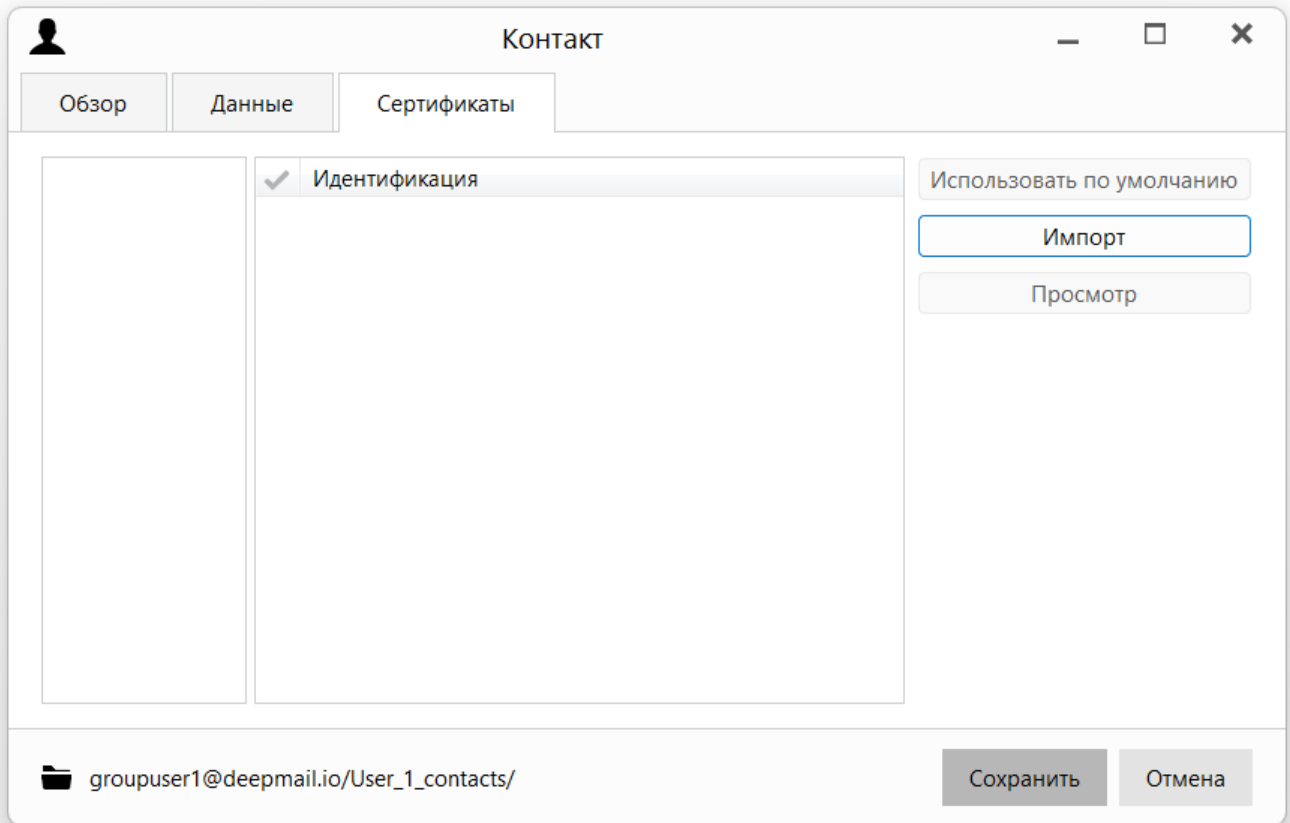 Контакт
Обзор
Данные
Сертификаты
Идентификация
Использовать по умолчанию
Импорт
Просмотр
groupuser1@deepmail.io/User_1_contacts/
Сохранить
Отмена